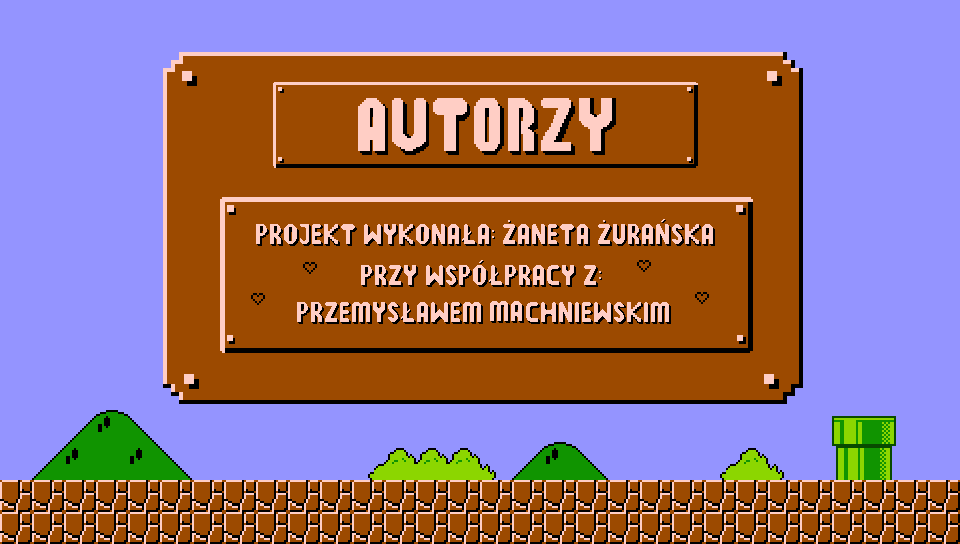 AUTORZY
PROJEKT WYKONAŁA: ŻANETA ŻURAŃSKA
PRZY WSPÓŁPRACY Z:
PRZEMYSŁAWEM MACHNIEWSKIM